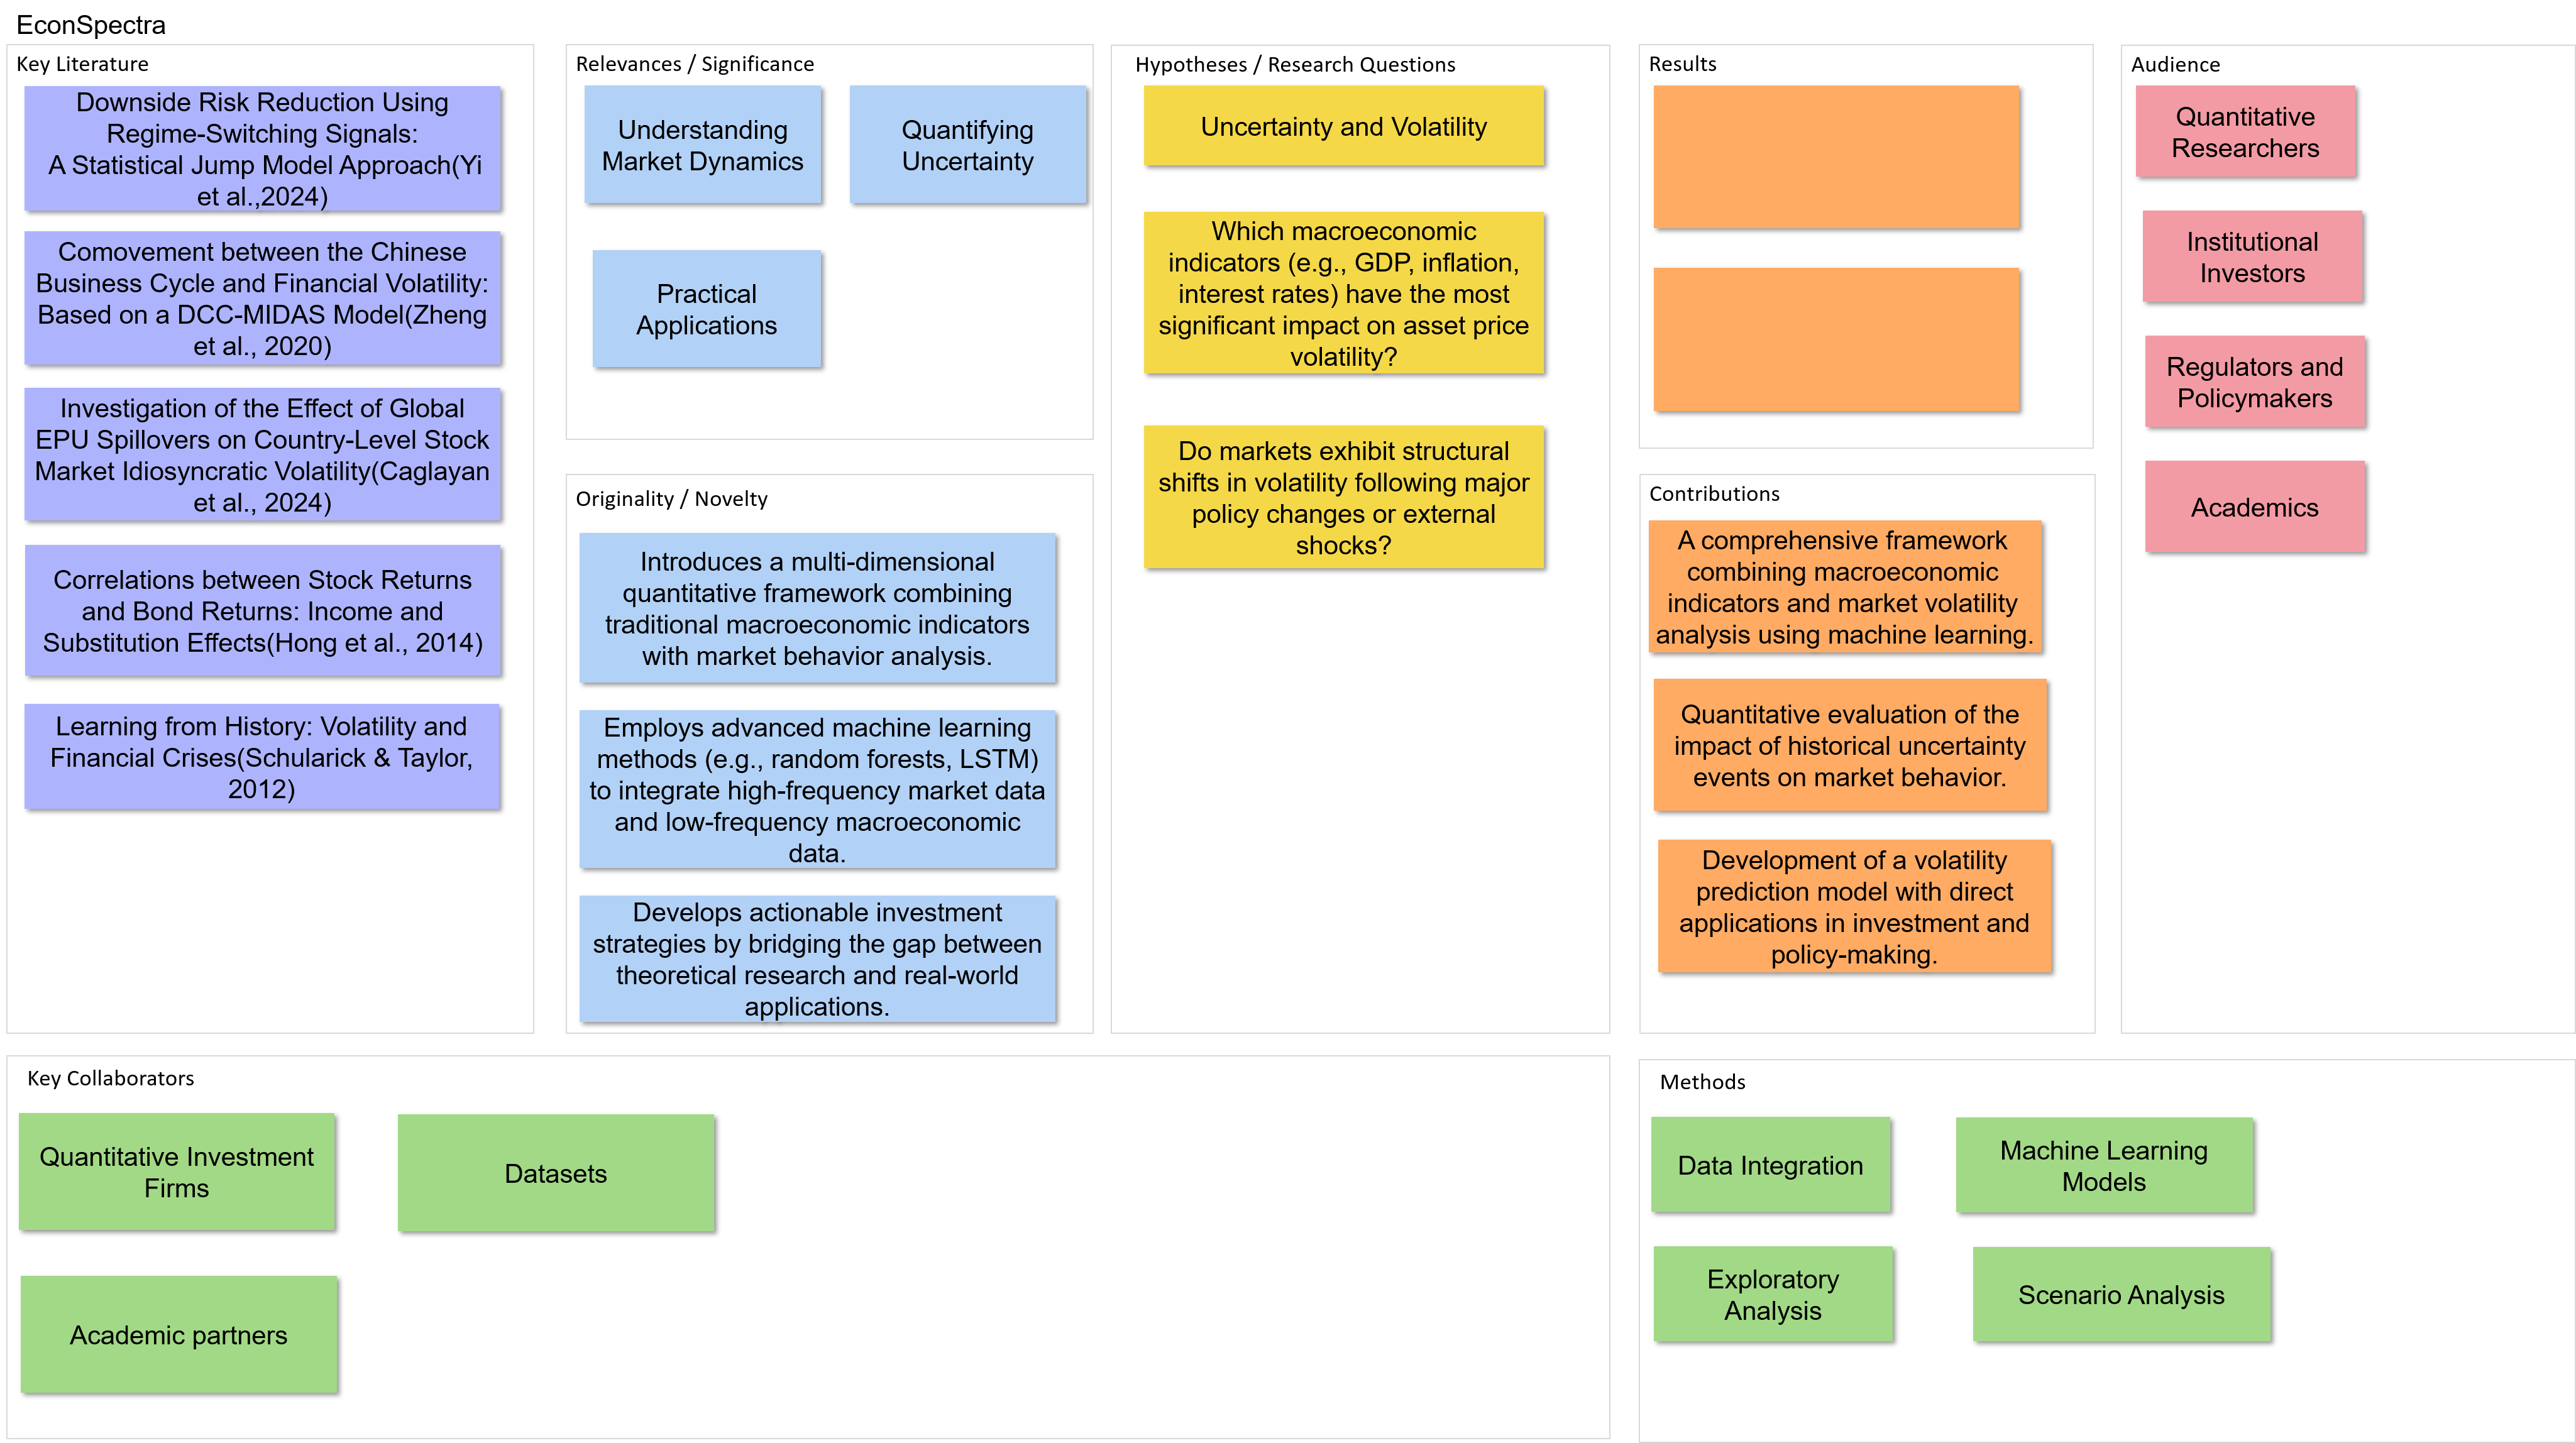 EconSpectra
Key Literature
Downside Risk Reduction Using
Regime-Switching Signals:
A Statistical Jump Model Approach(Yi
et al.,2024)
Comovement between the Chinese
Business Cycle and Financial Volatility:
Based on a DCC-MIDAS Model(Zheng
et al., 2020)
Investigation of the Effect of Global
EPU Spillovers on Country-Level Stock
Market Idiosyncratic Volatility(Caglayan
et al., 2024)
Correlations between Stock Returns
and Bond Returns: Income and
Substitution Effects(Hong et al., 2014)
Learning from History: Volatility and
Financial Crises(Schularick & Taylor,
2012)
Relevances / Significance
Understanding
Market Dynamics
Quantifying
Uncertainty
Practical
Applications
Originality / Novelty
Introduces a multi-dimensional
quantitative framework combining
traditional macroeconomic indicators
with market behavior analysis.
Employs advanced machine learning
methods (e.g., random forests, LSTM)
to integrate high-frequency market data
and low-frequency macroeconomic
data.
Develops actionable investment
strategies by bridging the gap between
theoretical research and real-world
applications.
Hypotheses / Research Questions
Uncertainty and Volatility
Which macroeconomic
indicators (e.g., GDP, inflation,
interest rates) have the most
significant impact on asset price
volatility?
Do markets exhibit structural
shifts in volatility following major
policy changes or external
shocks?
Results
Contributions
A comprehensive framework
combining macroeconomic
indicators and market volatility
analysis using machine learning.
Quantitative evaluation of the
impact of historical uncertainty
events on market behavior.
Development of a volatility
prediction model with direct
applications in investment and
policy-making.
Audience
Quantitative
Researchers
Institutional
Investors
Regulators and
Policymakers
Academics
Key Collaborators
Quantitative Investment
Firms
Datasets
Academic partners
Methods
Data Integration
Machine Learning
Models
Exploratory
Analysis
Scenario Analysis